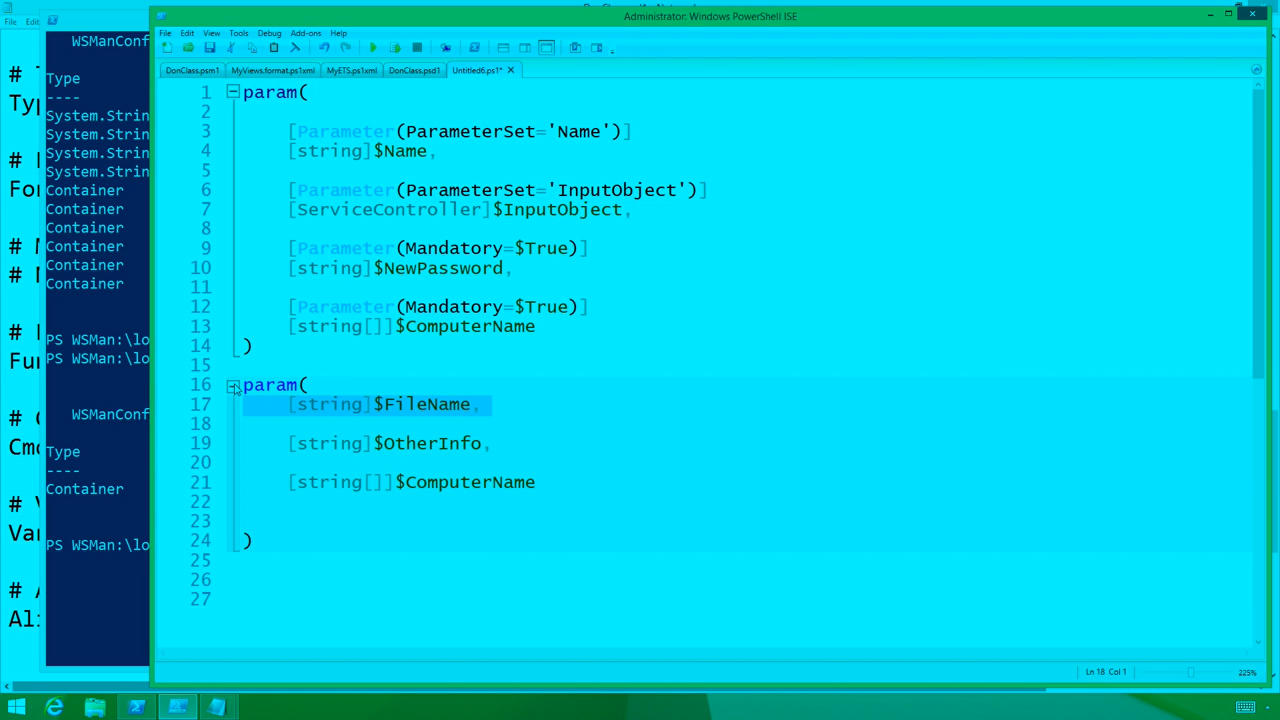 Administrator: Windows PowerShell ISE
File Edit View Tools Debug Add-ons Help
DonClass.psm1 MyViews.format.ps1xml MyETS.ps1xml DonClass.psd1 Untitled6.ps1*
1 param(
2
3 [Parameter(ParameterSet='Name')]
4 [string]$Name,
5
6 [Parameter(ParameterSet='InputObject')]
7 [ServiceController]$InputObject,
8
9 [Parameter(Mandatory=$True)]
10 [string]$NewPassword,
11
12 [Parameter(Mandatory=$True)]
13 [string[]]$ComputerName
14 )
15
16 param(
17 [string]$FileName,
18
19 [string]$OtherInfo,
20
21 [string[]]$ComputerName
22
23
24 )
25
26
27
Ln 18 Col 1
225%
File Edit
WSManConf
Type
----
System.Strin
System.Strin
System.Strin
System.Strin
Container
Container
Container
Container
Container
Container
PS WSMan:\lo
PS WSMan:\lo
WSManConf
Type
----
Container
PS WSMan:\lo